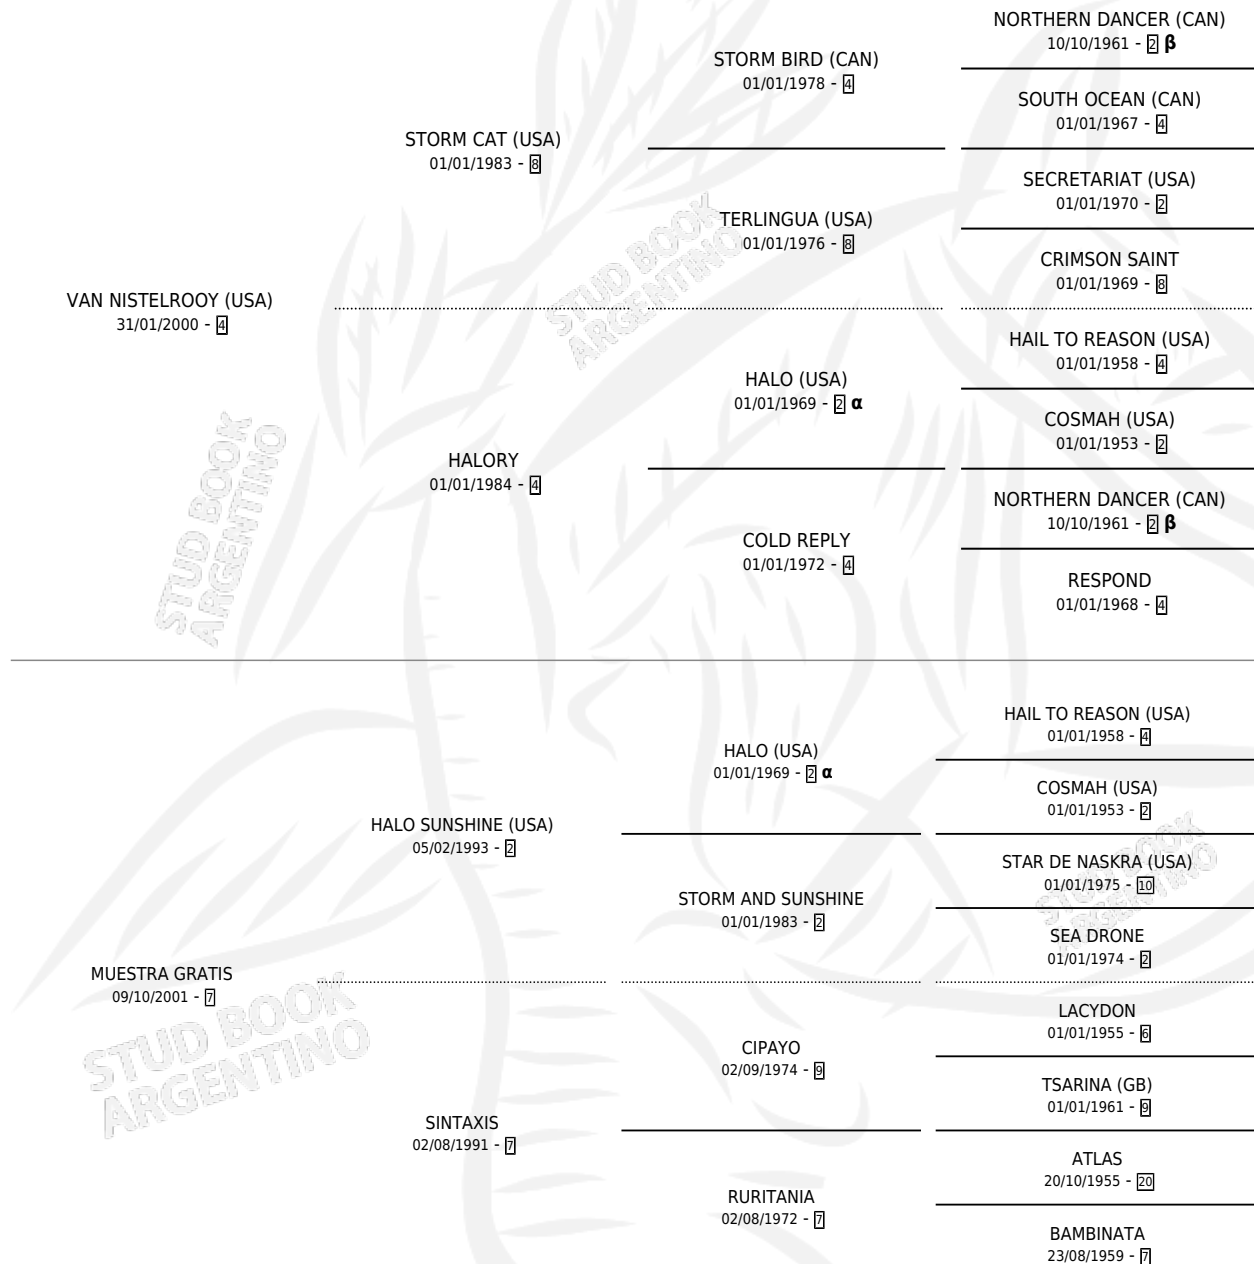 NORTHERN DANCER (CAN)
10/10/1961 - 2 β
STORM BIRD (CAN)
01/01/1978 - 4
SOUTH OCEAN (CAN)
01/01/1967 - 4
STORM CAT (USA)
01/01/1983 - 8
SECRETARIAT (USA)
01/01/1970 - 2
TERLINGUA (USA)
01/01/1976 - 8
CRIMSON SAINT
01/01/1969 - 8
VAN NISTELROOY (USA)
31/01/2000 - 4
HAIL TO REASON (USA)
01/01/1958 - 4
HALO (USA)
01/01/1969 - 2 α
COSMAH (USA)
01/01/1953 - 2
HALORY
01/01/1984 - 4
NORTHERN DANCER (CAN)
10/10/1961 - 2 β
COLD REPLY
01/01/1972 - 4
RESPOND
01/01/1968 - 4
HAIL TO REASON (USA)
01/01/1958 - 4
HALO (USA)
01/01/1969 - 2 α
COSMAH (USA)
01/01/1953 - 2
HALO SUNSHINE (USA)
05/02/1993 - 2
STAR DE NASKRA (USA)
01/01/1975 - 10
STORM AND SUNSHINE
01/01/1983 - 2
SEA DRONE
01/01/1974 - 2
MUESTRA GRATIS
09/10/2001 - 7
LACYDON
01/01/1955 - 6
CIPAYO
02/09/1974 - 9
TSARINA (GB)
01/01/1961 - 9
SINTAXIS
02/08/1991 - 7
ATLAS
20/10/1955 - 20
RURITANIA
02/08/1972 - 7
BAMBINATA
23/08/1959 - 7
STUD BOOK
ARGENTINO
STUD BOOK
ARGENTINO
STUD BOOK
ARGENTINO
STUD BOOK
ARGENTINO